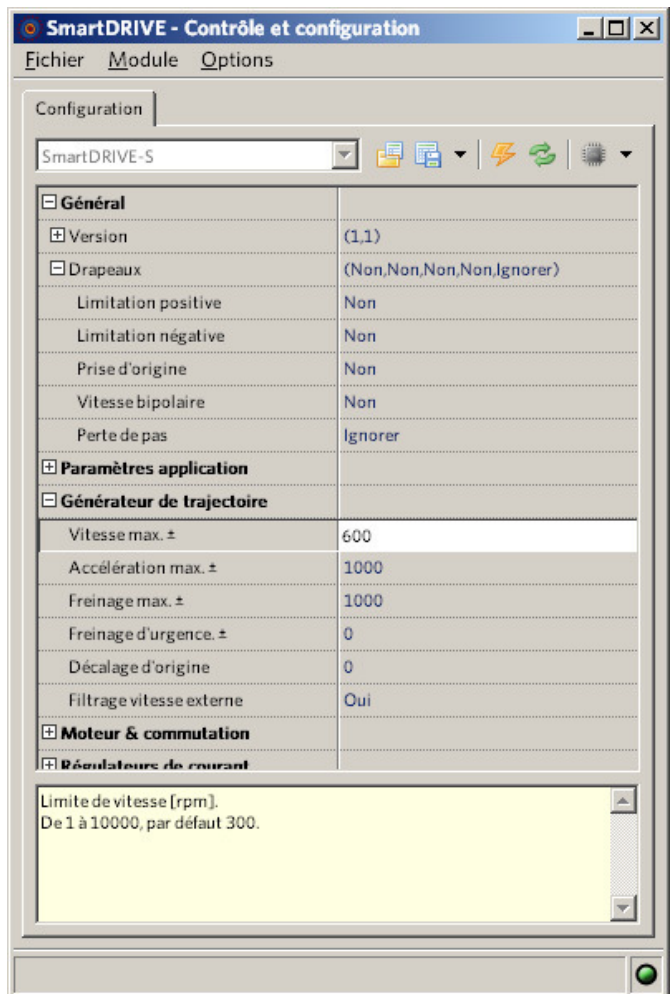 SmartDRIVE - Contrôle et configuration
Fichier Module Options
Configuration
SmartDRIVE-S
Général
Version (1,1)
Drapeaux (Non,Non,Non,Non,Ignorer)
Limitation positive Non
Limitation négative Non
Prise d'origine Non
Vitesse bipolaire Non
Perte de pas Ignorer
Paramètres application
Générateur de trajectoire
Vitesse max. ± 600
Accélération max. ± 1000
Freinage max. ± 1000
Freinage d'urgence. ± 0
Décalage d'origine 0
Filtrage vitesse externe Oui
Moteur & commutation
Régulateurs de courant
Limite de vitesse [rpm].
De 1 à 10000, par défaut 300.